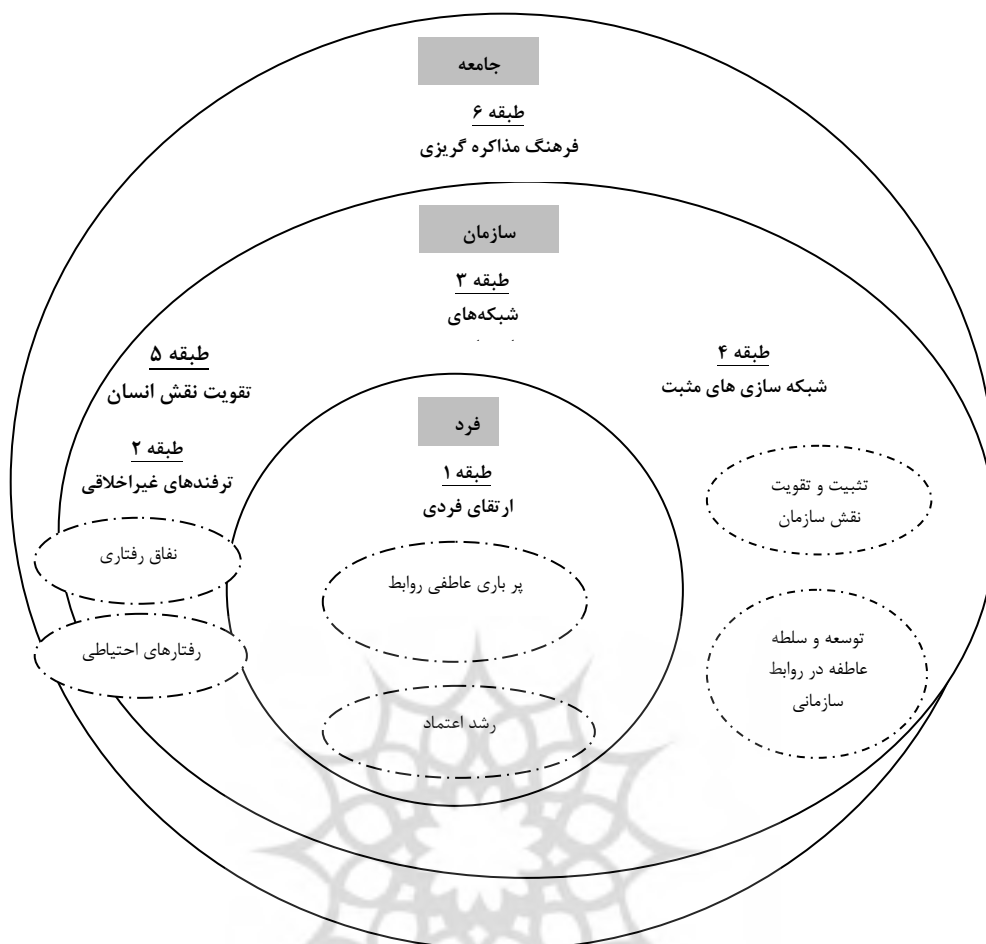 جامعه
طبقه ۶
فرهنگ مذاکره گریزی
سازمان
طبقه ۳
شبکه‌های
طبقه ۵
تقویت نقش انسان
طبقه ۴
شبکه سازی های مثبت
طبقه ۲
ترفندهای غیراخلاقی
نفاق رفتاری
رفتارهای احتیاطی
فرد
طبقه ۱
ارتقای فردی
پر باری عاطفی روابط
رشد اعتماد
تثبیت و تقویت
نقش سازمان
توسعه و سلطه
عاطفه در روابط
سازمانی